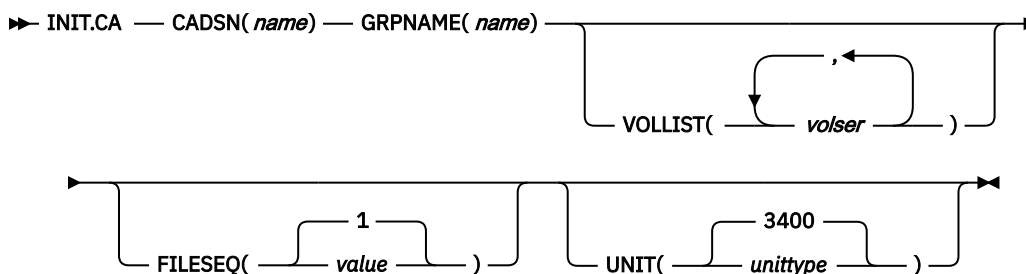 INIT.CA CADSN( name) GRPNAME( name)
,
VOLLIST( volser )
1 3400
FILESEQ( value ) UNIT( unittype )